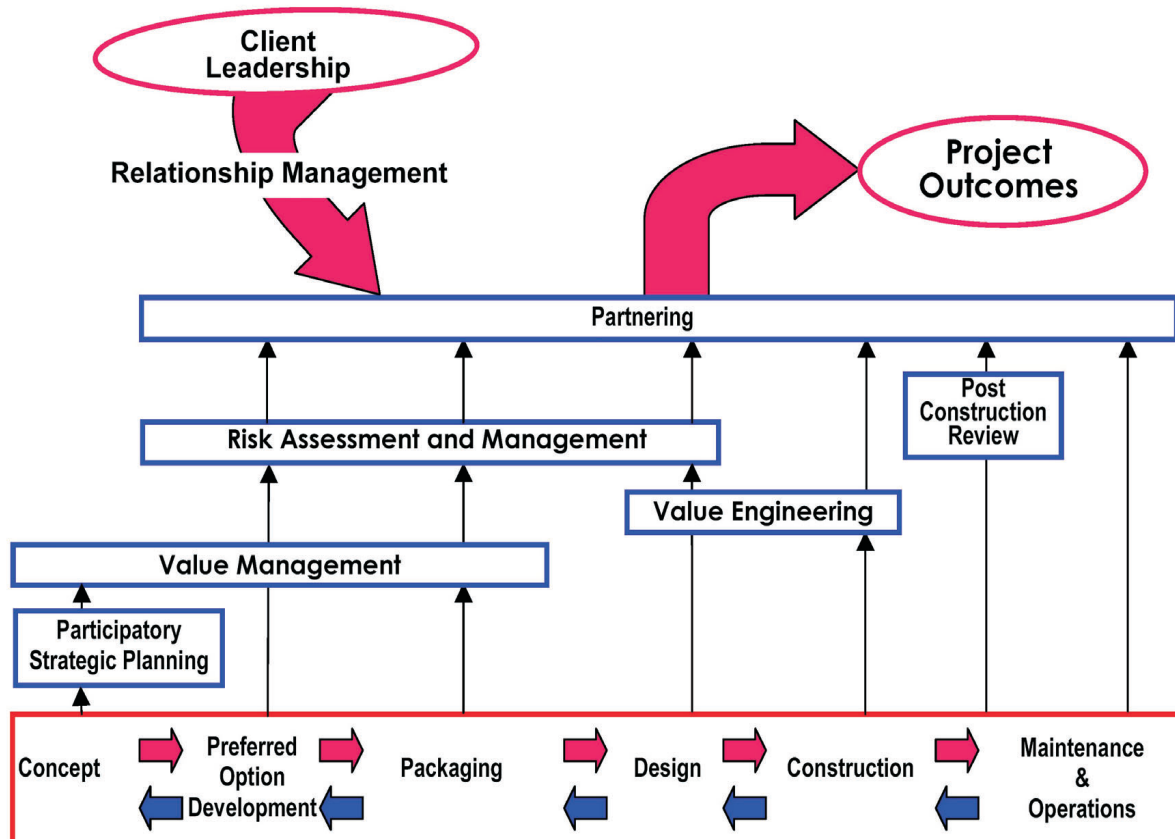 Client
Leadership
Relationship Management
Project
Outcomes
Partnering
Risk Assessment and Management
Post
Construction
Review
Value Engineering
Value Management
Participatory
Strategic Planning
Concept
Preferred
Option
Development
Packaging
Design
Construction
Maintenance
&
Operations